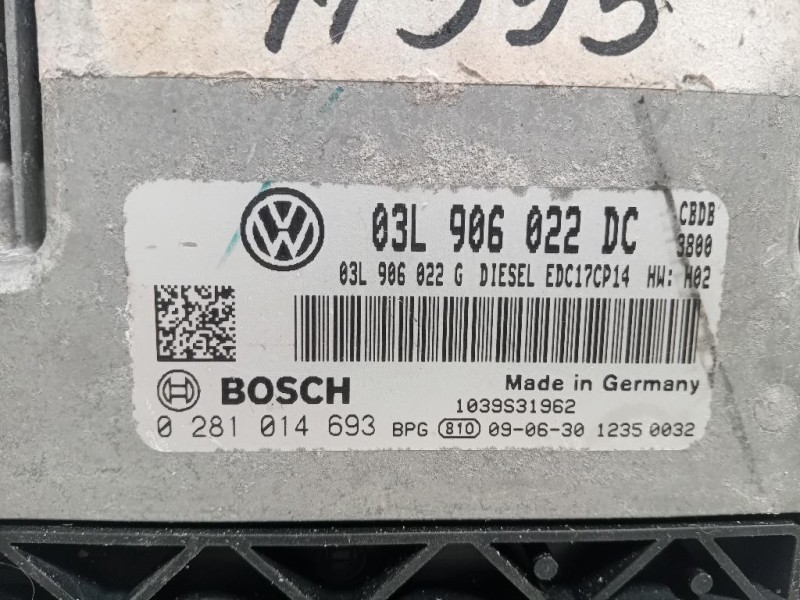 03L 906 022 DC CBDB
3800
03L 906 022 G DIESEL EDC17CP14 HW: H02
BOSCH
Made in Germany
1039S31962
0 281 014 693 BPG 810 09-06-30 1235 0032